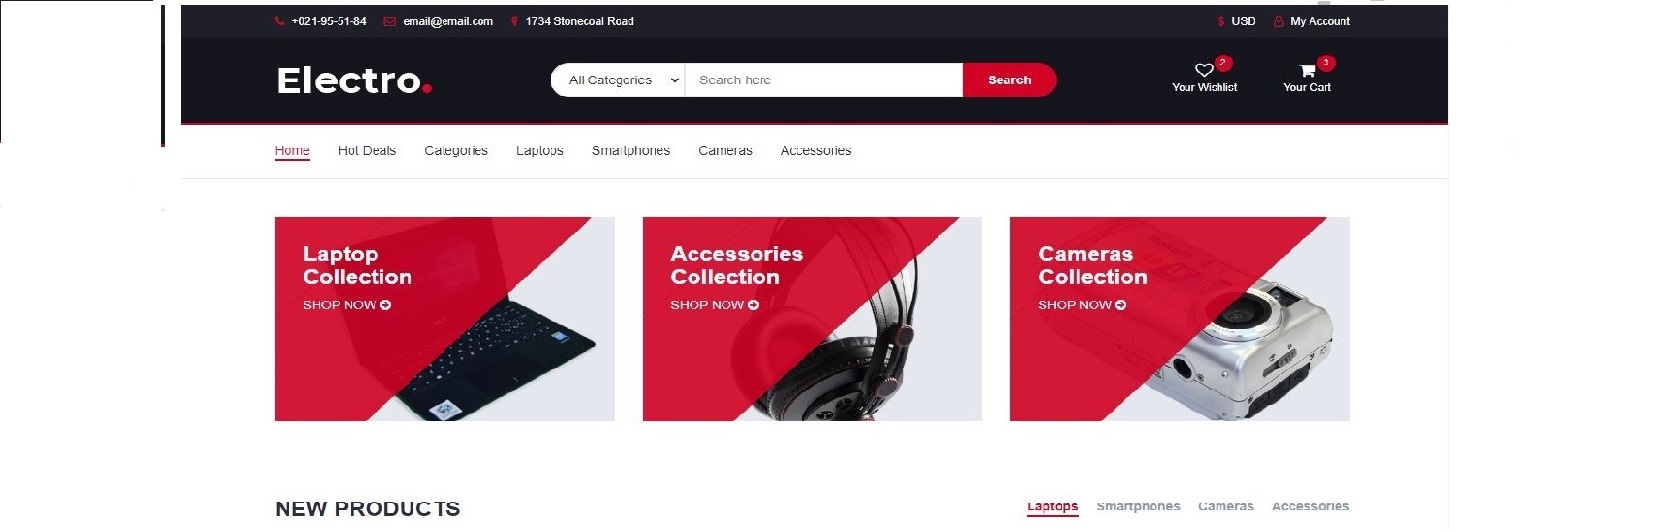 +021-95-51-84 email@email.com 1734 Stonecoal Road $ USD My Account
Electro. All Categories Search here Search 2 Your Wishlist 3 Your Cart
Home Hot Deals Categories Laptops Smartphones Cameras Accessories
Laptop
Collection
SHOP NOW
Accessories
Collection
SHOP NOW
Cameras
Collection
SHOP NOW
NEW PRODUCTS Laptops Smartphones Cameras Accessories